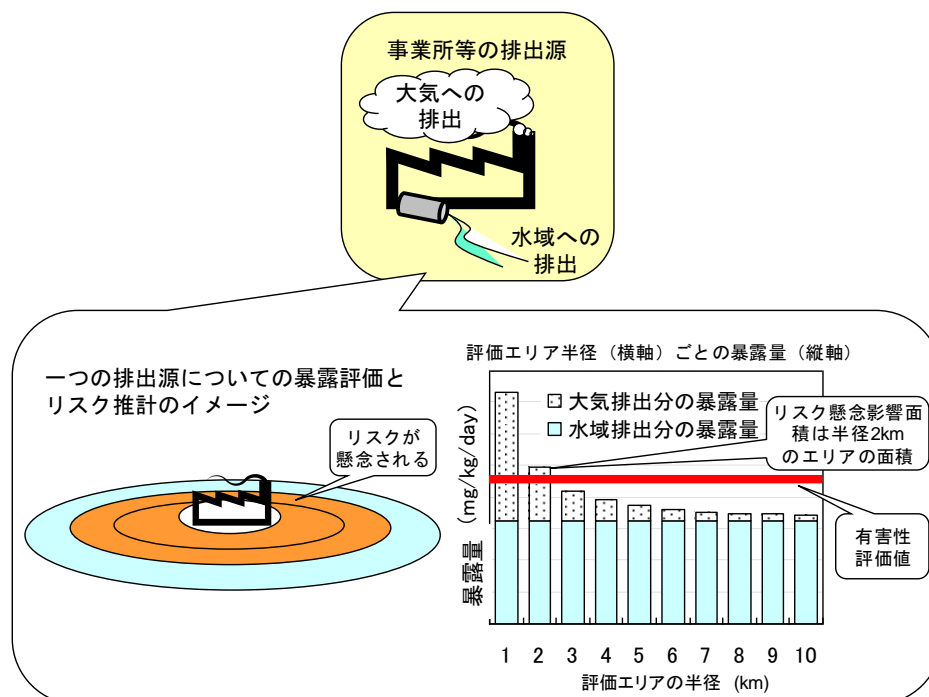 事業所等の排出源
大気への
排出
水域への
排出
一つの排出源についての暴露評価と
リスク推計のイメージ
リスクが
懸念される
評価エリア半径（横軸）ごとの暴露量（縦軸）
大気排出分の暴露量
水域排出分の暴露量
リスク懸念影響面
積は半径2km
のエリアの面積
有害性
評価値
暴露量 (mg/kg/day)
1 2 3 4 5 6 7 8 9 10
評価エリアの半径 (km)